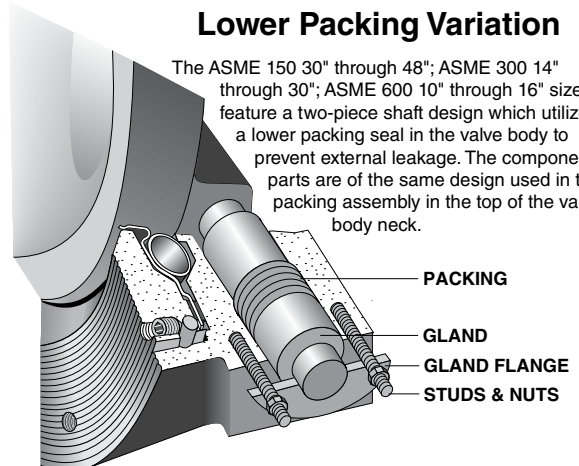 Lower Packing Variation
The ASME 150 30" through 48"; ASME 300 14"
through 30"; ASME 600 10" through 16" size
feature a two-piece shaft design which utiliz
a lower packing seal in the valve body to
prevent external leakage. The compone
parts are of the same design used in t
packing assembly in the top of the va
body neck.
PACKING
GLAND
GLAND FLANGE
STUDS & NUTS